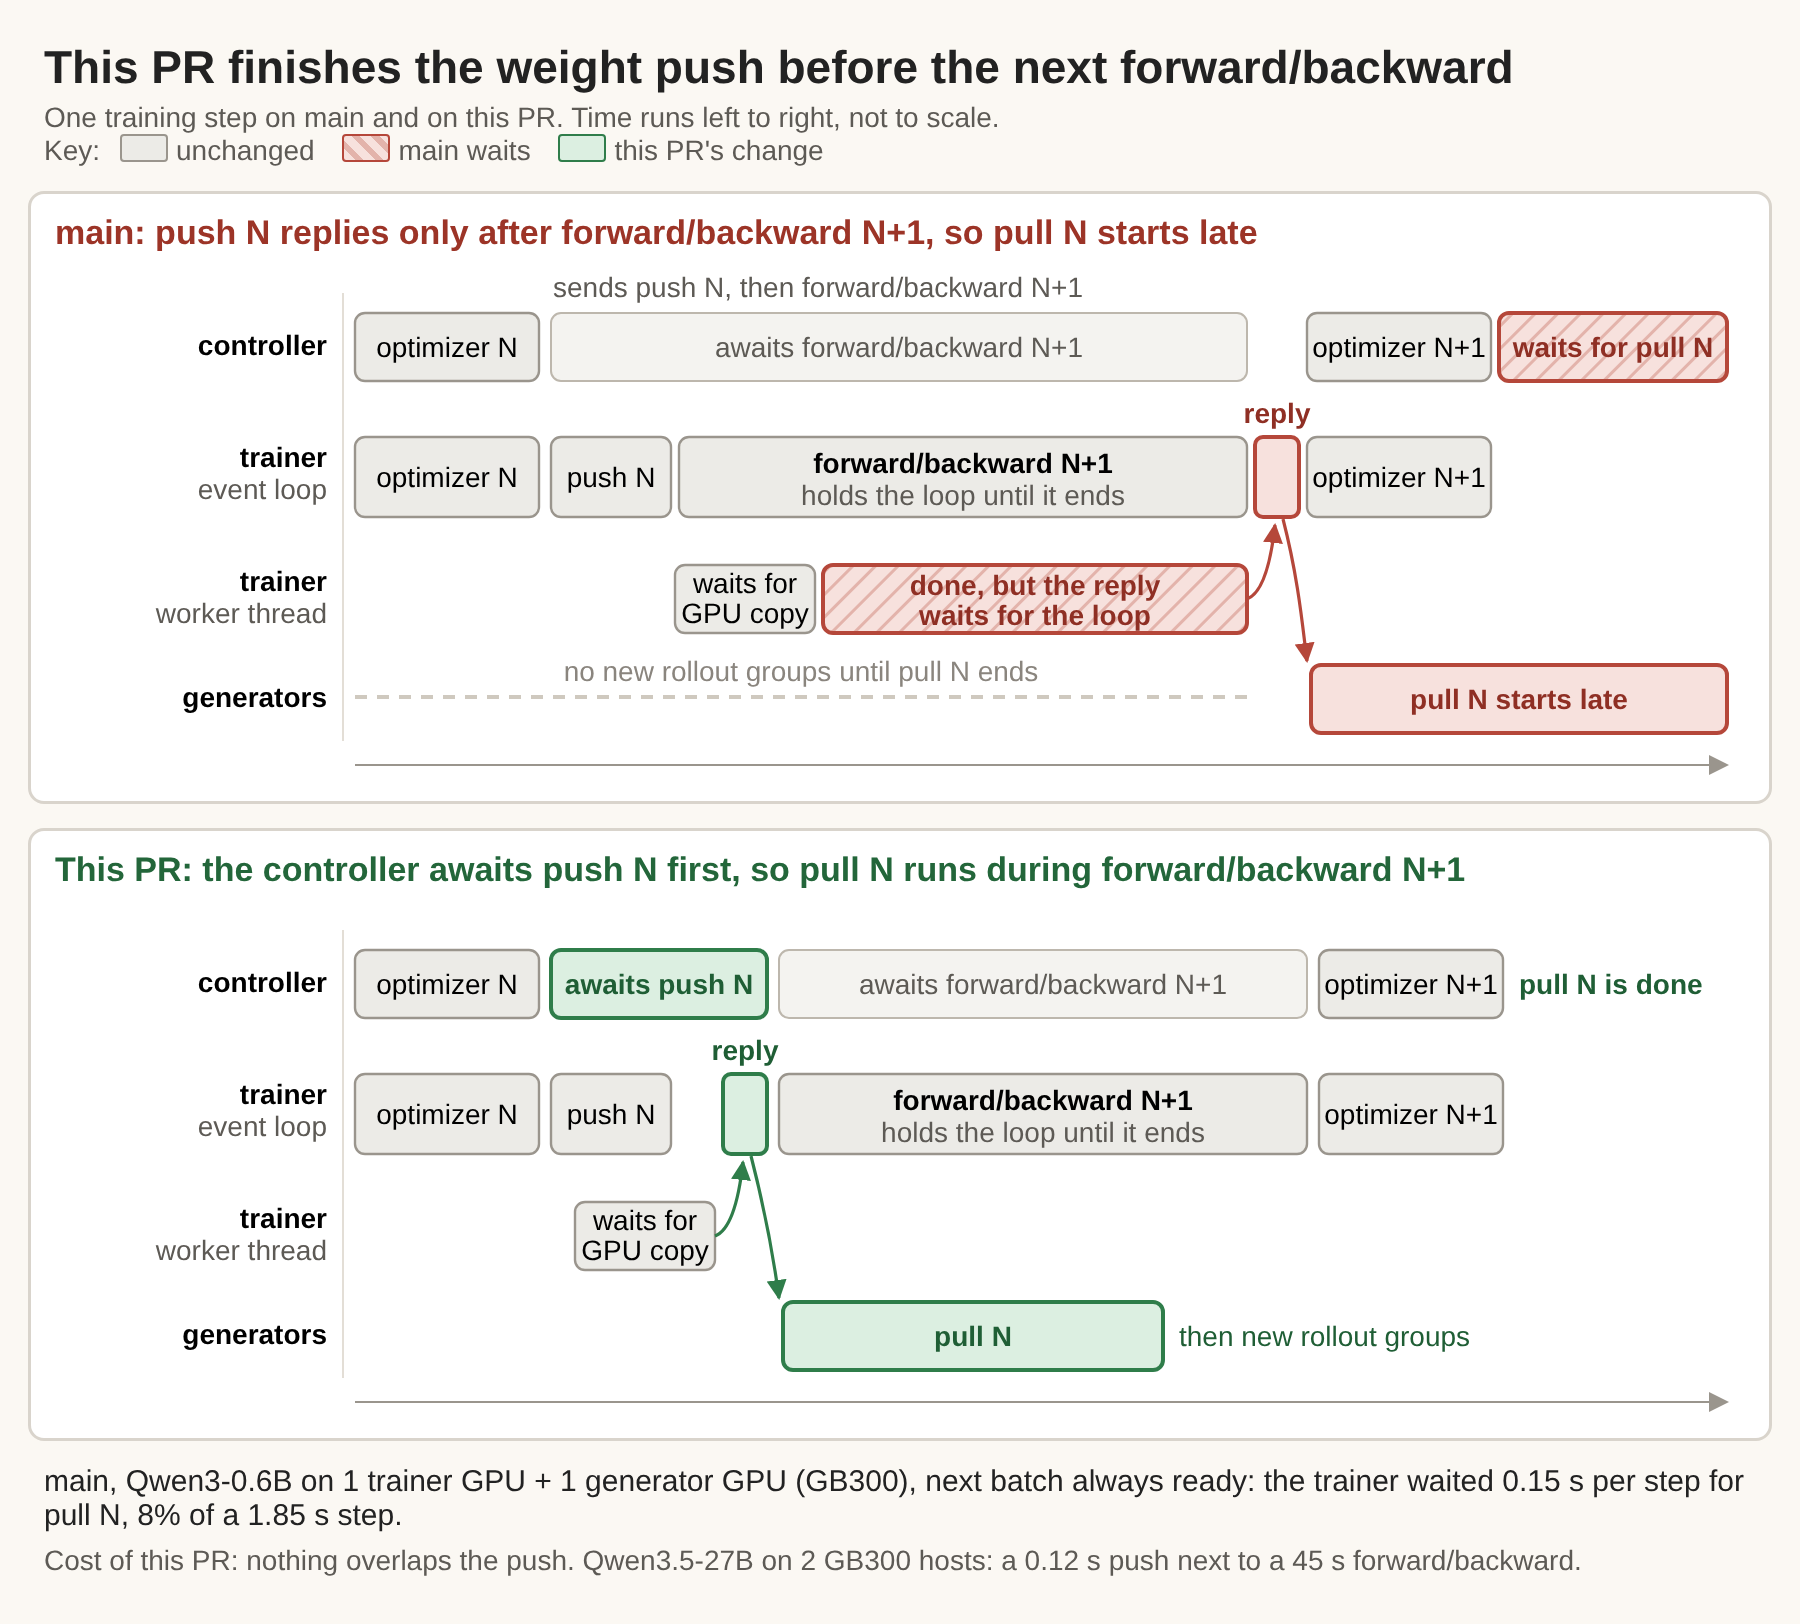 This PR finishes the weight push before the next forward/backward
One training step on main and on this PR. Time runs left to right, not to scale.
Key: unchanged main waits this PR's change
main: push N replies only after forward/backward N+1, so pull N starts late
sends push N, then forward/backward N+1
controller
optimizer N
awaits forward/backward N+1
optimizer N+1
waits for pull N
reply
trainer
event loop
optimizer N
push N
forward/backward N+1
holds the loop until it ends
optimizer N+1
trainer
worker thread
waits for
GPU copy
done, but the reply
waits for the loop
no new rollout groups until pull N ends
generators
pull N starts late
This PR: the controller awaits push N first, so pull N runs during forward/backward N+1
controller
optimizer N
awaits push N
awaits forward/backward N+1
optimizer N+1
pull N is done
reply
trainer
event loop
optimizer N
push N
forward/backward N+1
holds the loop until it ends
optimizer N+1
trainer
worker thread
waits for
GPU copy
generators
pull N
then new rollout groups
main, Qwen3-0.6B on 1 trainer GPU + 1 generator GPU (GB300), next batch always ready: the trainer waited 0.15 s per step for
pull N, 8% of a 1.85 s step.
Cost of this PR: nothing overlaps the push. Qwen3.5-27B on 2 GB300 hosts: a 0.12 s push next to a 45 s forward/backward.